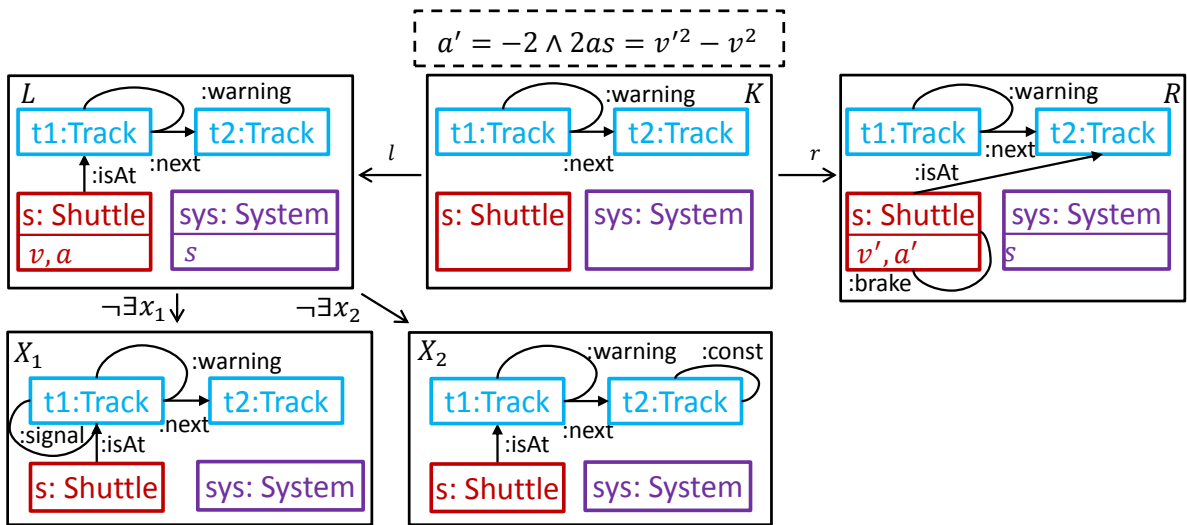 a′ = −2 ∧ 2as = v′² − v²
L
:warning
t1:Track
t2:Track
:next
:isAt
s: Shuttle
v, a
sys: System
s
l
K
:warning
t1:Track
t2:Track
:next
s: Shuttle
sys: System
r
R
:warning
t1:Track
t2:Track
:next
:isAt
s: Shuttle
v′, a′
:brake
sys: System
s
¬∃x₁
¬∃x₂
X₁
:warning
t1:Track
t2:Track
:signal
:isAt
:next
s: Shuttle
sys: System
X₂
:warning
:const
t1:Track
t2:Track
:isAt
:next
s: Shuttle
sys: System